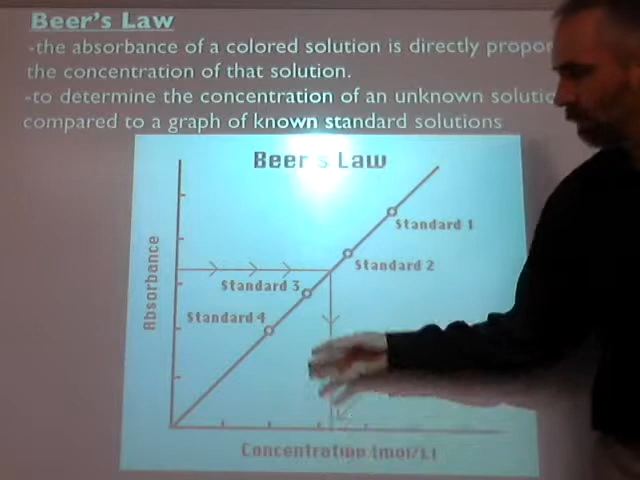 Beer's Law
-the absorbance of a colored solution is directly
the concentration of that solution.
-to determine the concentration of an unknown
compared to a graph of known standard solutions
Beer's Law
Standard 1
Standard 2
Standard 3
Standard 4
Absorbance
Concentration (mol/L)